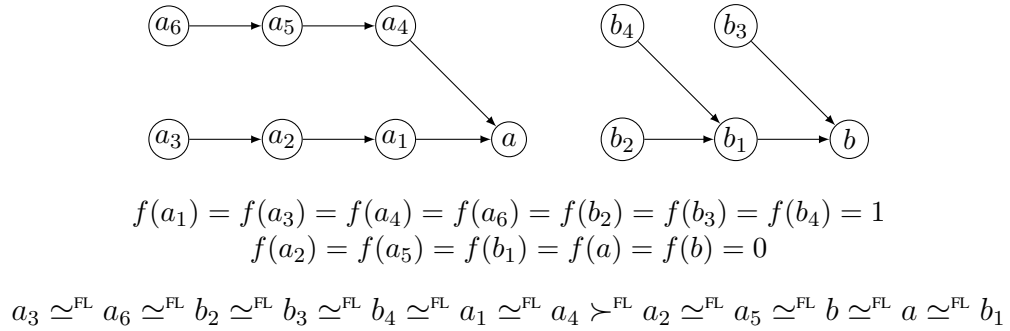 a₆ a₅ a₄ b₄ b₃
a₃ a₂ a₁ a b₂ b₁ b
f(a₁) = f(a₃) = f(a₄) = f(a₆) = f(b₂) = f(b₃) = f(b₄) = 1
f(a₂) = f(a₅) = f(b₁) = f(a) = f(b) = 0
a₃ ≃ᶠᴸ a₆ ≃ᶠᴸ b₂ ≃ᶠᴸ b₃ ≃ᶠᴸ b₄ ≃ᶠᴸ a₁ ≃ᶠᴸ a₄ ≻ᶠᴸ a₂ ≃ᶠᴸ a₅ ≃ᶠᴸ b ≃ᶠᴸ a ≃ᶠᴸ b₁